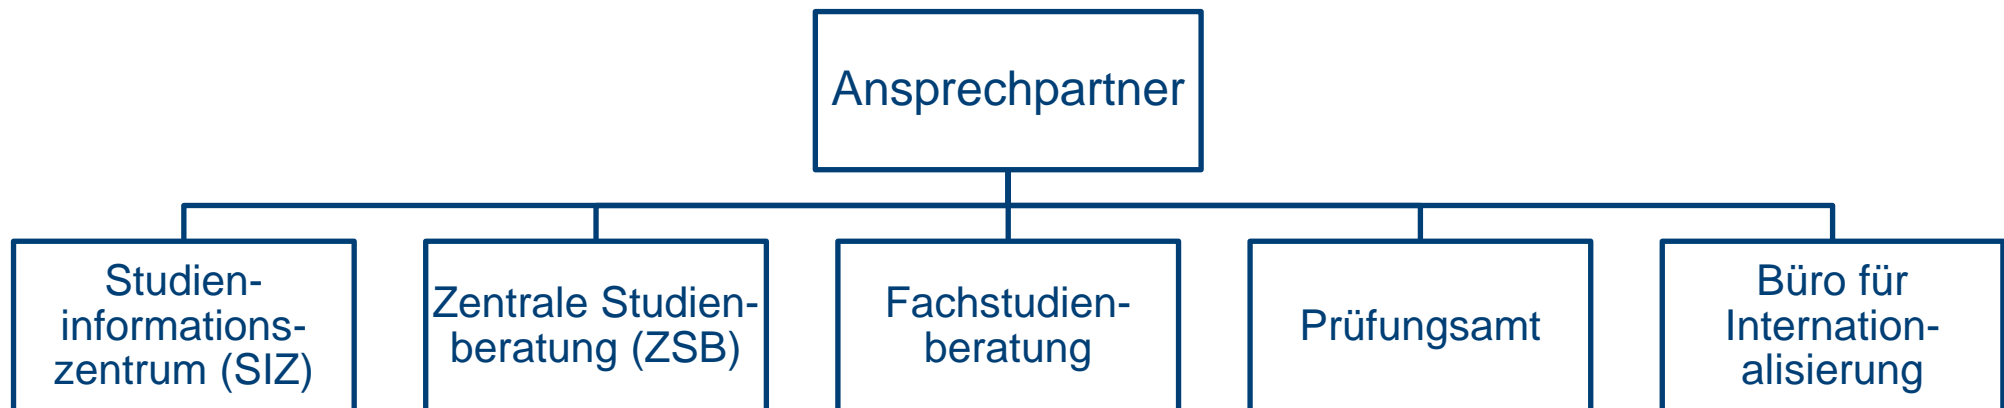 Ansprechpartner
Studien-
informations-
zentrum (SIZ)
Zentrale Studien-
beratung (ZSB)
Fachstudien-
beratung
Prüfungsamt
Büro für
Internation-
alisierung